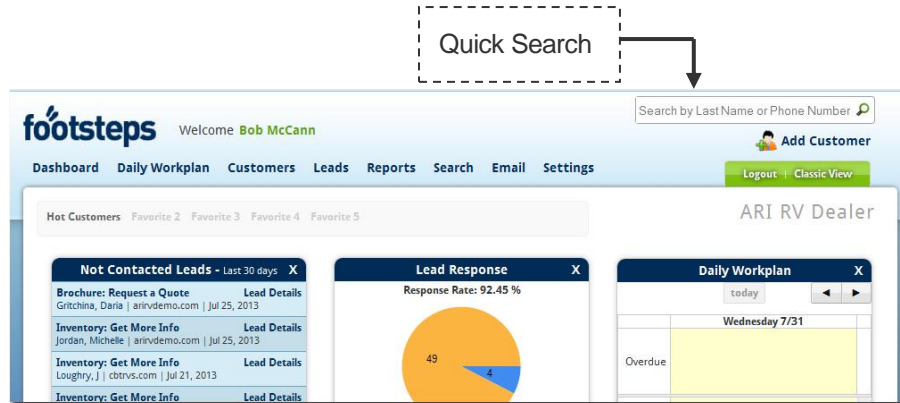 Quick Search
Search by Last Name or Phone Number
footsteps
Welcome Bob McCann
Add Customer
Dashboard Daily Workplan Customers Leads Reports Search Email Settings
Logout | Classic View
Hot Customers Favorite 2 Favorite 3 Favorite 4 Favorite 5
ARI RV Dealer
Not Contacted Leads - Last 30 days X
Brochure: Request a Quote Lead Details
Gritchina, Daria | arirvdemo.com | Jul 25, 2013
Inventory: Get More Info Lead Details
Jordan, Michelle | arirvdemo.com | Jul 25, 2013
Inventory: Get More Info Lead Details
Loughry, J | cbtrvs.com | Jul 21, 2013
Inventory: Get More Info Lead Details
Lead Response X
Response Rate: 92.45 %
49
4
Daily Workplan X
today
Wednesday 7/31
Overdue